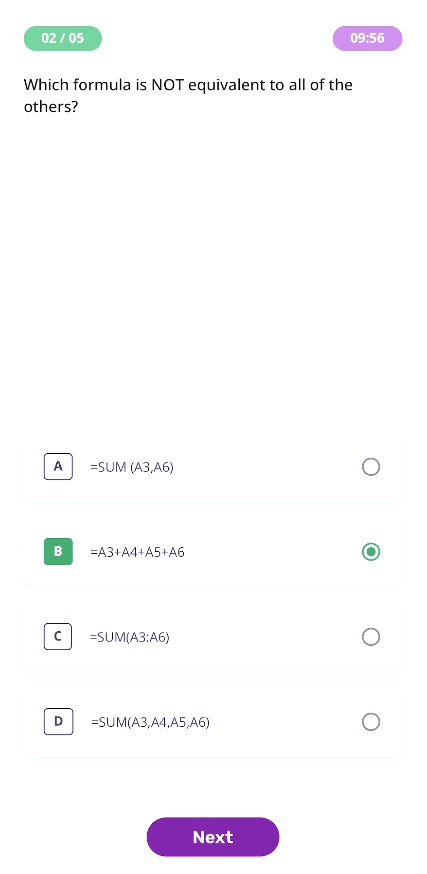 02 / 05
09:56
Which formula is NOT equivalent to all of the
others?
A =SUM (A3,A6)
B =A3+A4+A5+A6
C =SUM(A3:A6)
D =SUM(A3,A4,A5,A6)
Next